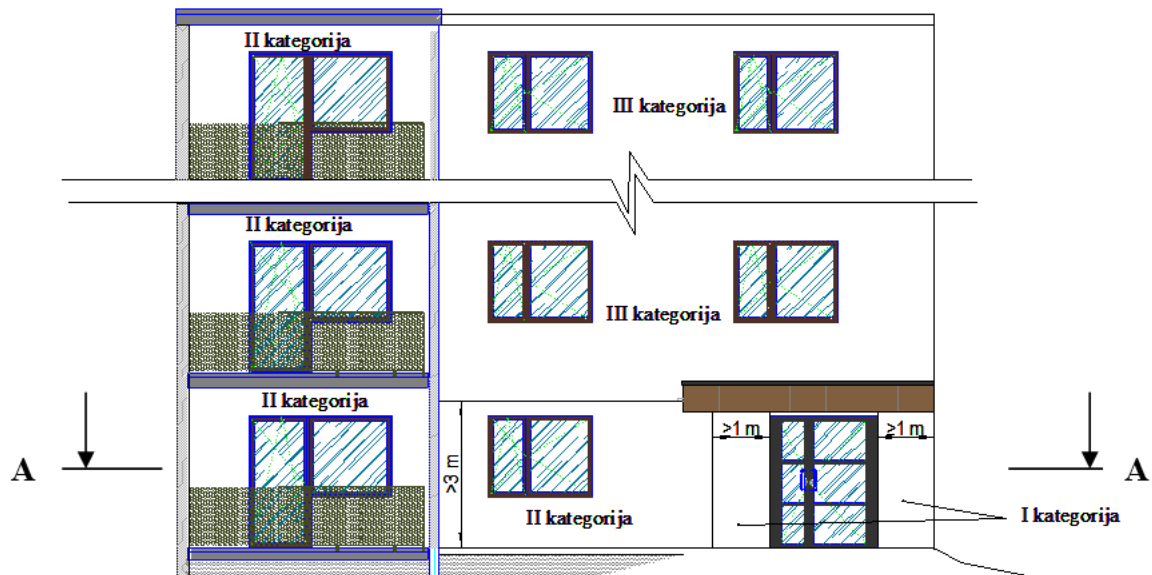 II kategorija
III kategorija
II kategorija
III kategorija
II kategorija
>1 m
≥1 m
A
A
>3 m
II kategorija
I kategorija